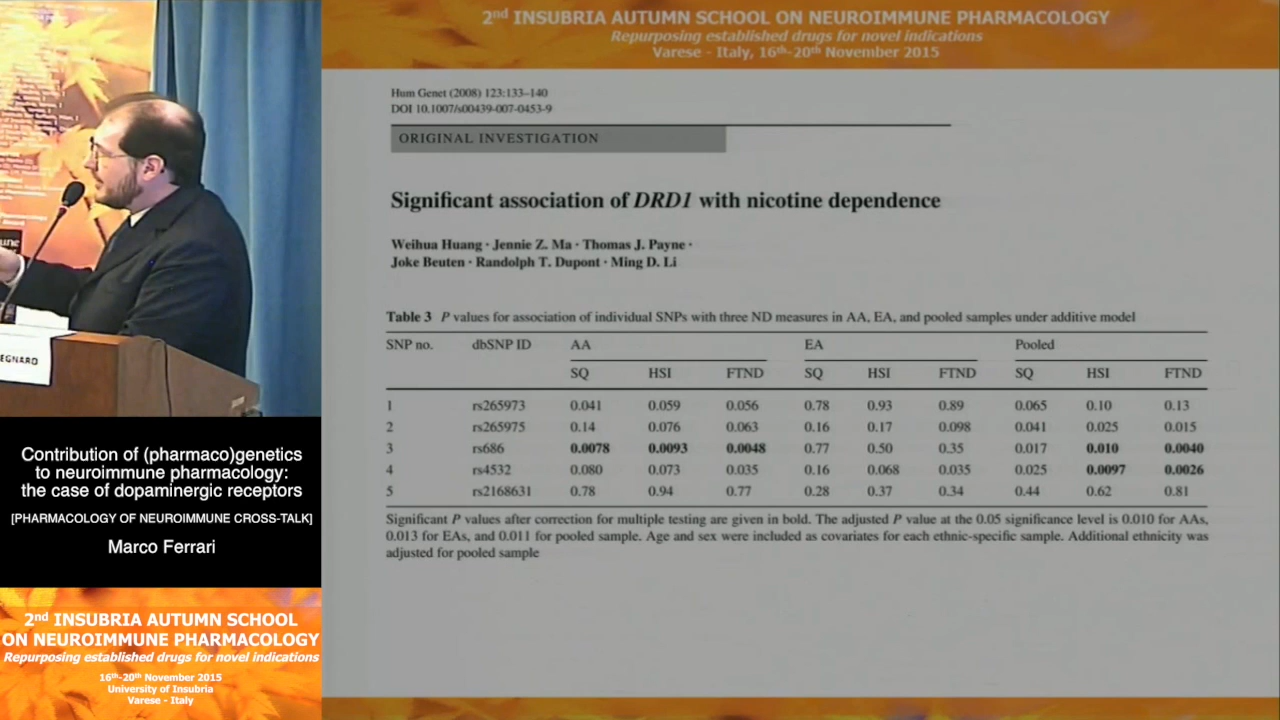 2nd INSUBRIA AUTUMN SCHOOL ON NEUROIMMUNE PHARMACOLOGY
Repurposing established drugs for novel indications
Varese - Italy, 16th-20th November 2015
Hum Genet (2008) 123:133–140
DOI 10.1007/s00439-007-0453-9
ORIGINAL INVESTIGATION
Significant association of DRD1 with nicotine dependence
Weihua Huang · Jennie Z. Ma · Thomas J. Payne ·
Joke Beuten · Randolph T. Dupont · Ming D. Li
Table 3 P values for association of individual SNPs with three ND measures in AA, EA, and pooled samples under additive model
SNP no. dbSNP ID AA EA Pooled
SQ HSI FTND SQ HSI FTND SQ HSI FTND
1 rs265973 0.041 0.059 0.056 0.78 0.93 0.89 0.065 0.10 0.13
2 rs265975 0.14 0.076 0.063 0.16 0.17 0.098 0.041 0.025 0.015
3 rs686 0.0078 0.0093 0.0048 0.77 0.50 0.35 0.017 0.010 0.0040
4 rs4532 0.080 0.073 0.035 0.16 0.068 0.035 0.025 0.0097 0.0026
5 rs2168631 0.78 0.94 0.77 0.28 0.37 0.34 0.44 0.62 0.81
Significant P values after correction for multiple testing are given in bold. The adjusted P value at the 0.05 significance level is 0.010 for AAs,
0.013 for EAs, and 0.011 for pooled sample. Age and sex were included as covariates for each ethnic-specific sample. Additional ethnicity was
adjusted for pooled sample
EGNARO
Contribution of (pharmaco)genetics
to neuroimmune pharmacology:
the case of dopaminergic receptors
[PHARMACOLOGY OF NEUROIMMUNE CROSS-TALK]
Marco Ferrari
2nd INSUBRIA AUTUMN SCHOOL
ON NEUROIMMUNE PHARMACOLOGY
Repurposing established drugs for novel indications
16th-20th November 2015
University of Insubria
Varese - Italy